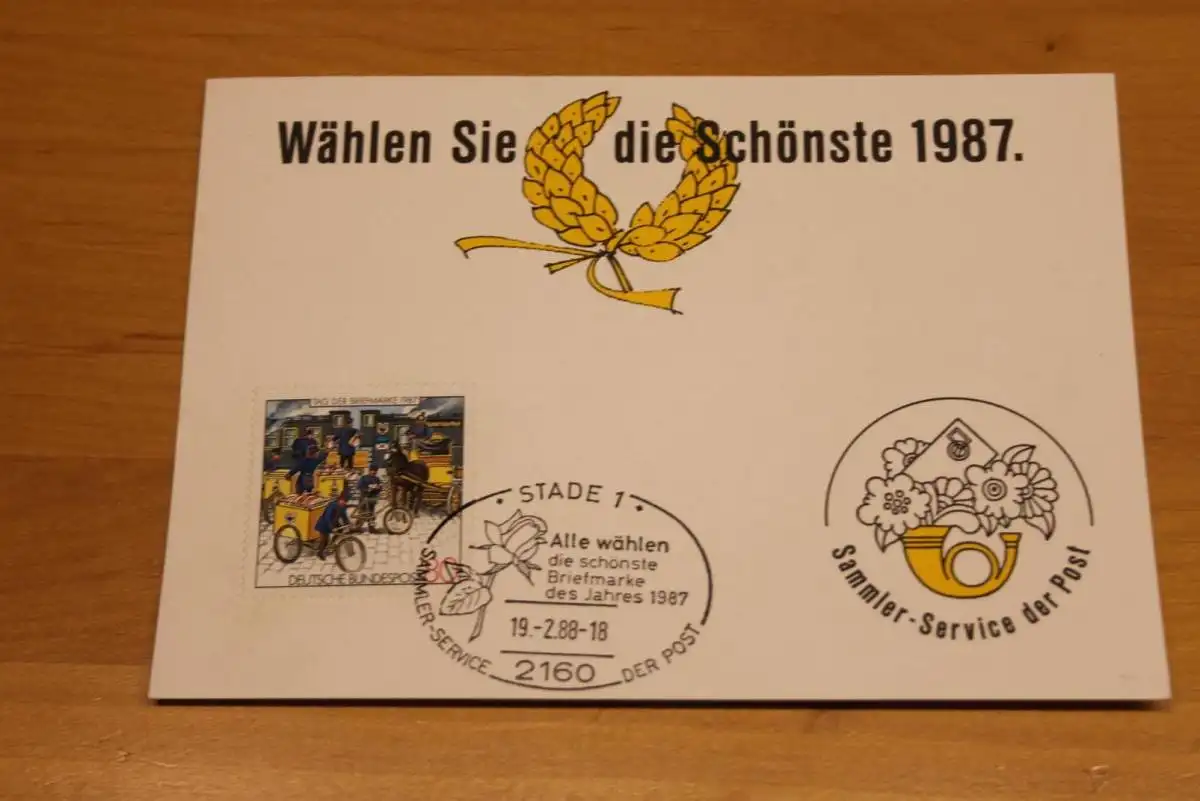 Wählen Sie die Schönste 1987.
TAG DER BRIEFMARKE 1987
DEUTSCHE BUNDESPOST 80
STADE 1
Alle wählen
die schönste
Briefmarke
des Jahres 1987
19.-2.88-18
2160
SAMMLER-SERVICE DER POST
Sammler-Service der Post